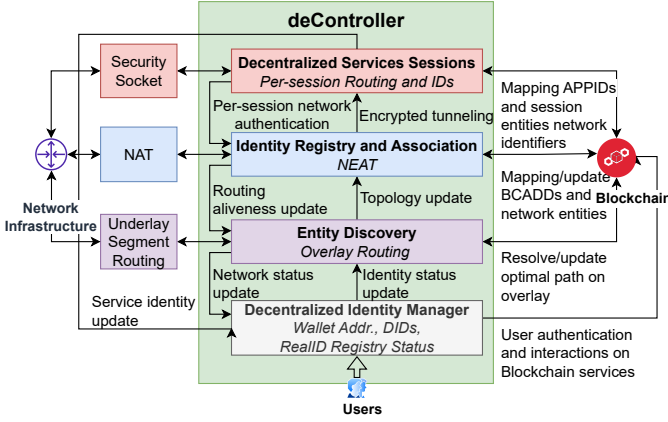 deController
Security
Socket
Decentralized Services Sessions
Per-session Routing and IDs
Mapping APPIDs
and session
entities network
identifiers
Per-session network
authentication
Encrypted tunneling
NAT
Identity Registry and Association
NEAT
Mapping/update
BCADDs and
network entities
Blockchain
Network
Infrastructure
Routing
aliveness update
Topology update
Underlay
Segment
Routing
Entity Discovery
Overlay Routing
Resolve/update
optimal path on
overlay
Network status
update
Identity status
update
Service identity
update
Decentralized Identity Manager
Wallet Addr., DIDs,
RealID Registry Status
User authentication
and interactions on
Blockchain services
Users